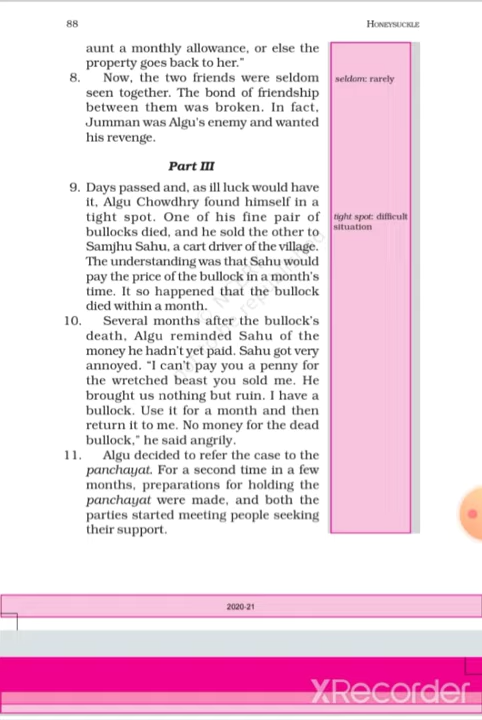 88
HONEYSUCKLE
aunt a monthly allowance, or else the
property goes back to her."
8. Now, the two friends were seldom
seen together. The bond of friendship
between them was broken. In fact,
Jumman was Algu's enemy and wanted
his revenge.
seldom: rarely
Part III
9. Days passed and, as ill luck would have
it, Algu Chowdhry found himself in a
tight spot. One of his fine pair of
bullocks died, and he sold the other to
Samjhu Sahu, a cart driver of the village.
The understanding was that Sahu would
pay the price of the bullock in a month's
time. It so happened that the bullock
died within a month.
tight spot: difficult
situation
10. Several months after the bullock's
death, Algu reminded Sahu of the
money he hadn't yet paid. Sahu got very
annoyed. "I can't pay you a penny for
the wretched beast you sold me. He
brought us nothing but ruin. I have a
bullock. Use it for a month and then
return it to me. No money for the dead
bullock," he said angrily.
11. Algu decided to refer the case to the
panchayat. For a second time in a few
months, preparations for holding the
panchayat were made, and both the
parties started meeting people seeking
their support.
2020-21
XRecorder